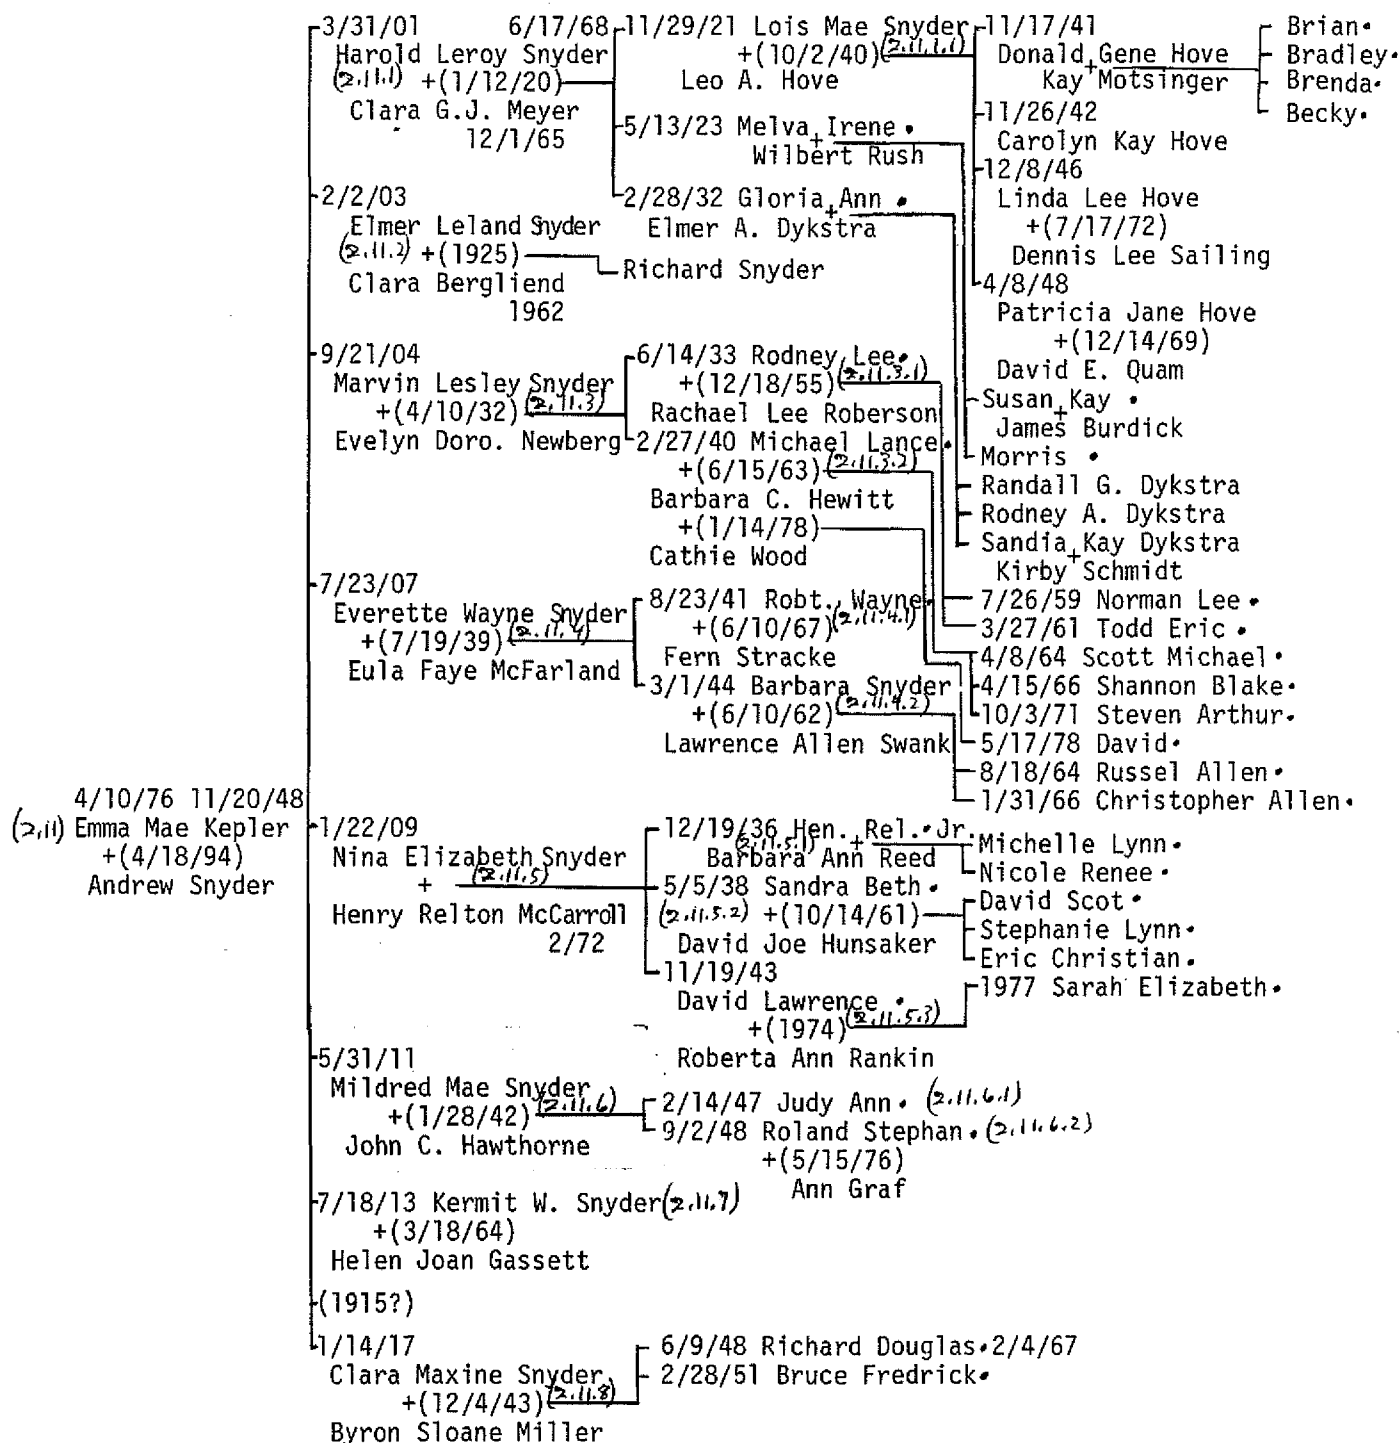 3/31/01 6/17/68
Harold Leroy Snyder
(2.11.1) +(1/12/20)
Clara G.J. Meyer
12/1/65
2/2/03
Elmer Leland Snyder
(2.11.2) +(1925)
Clara Bergliend
1962
9/21/04
Marvin Lesley Snyder
+(4/10/32) (2.11.3)
Evelyn Doro. Newberg
7/23/07
Everette Wayne Snyder
+(7/19/39) (2.11.4)
Eula Faye McFarland
4/10/76 11/20/48
(2,11) Emma Mae Kepler
+(4/18/94)
Andrew Snyder
1/22/09
Nina Elizabeth Snyder
+ (2.11.5)
Henry Relton McCarroll
2/72
5/31/11
Mildred Mae Snyder
+(1/28/42) (2.11.6)
John C. Hawthorne
7/18/13 Kermit W. Snyder (2.11.7)
+(3/18/64)
Helen Joan Gassett
(1915?)
1/14/17
Clara Maxine Snyder
+(12/4/43) (2.11.8)
Byron Sloane Miller
11/29/21 Lois Mae Snyder
+(10/2/40) (2.11.1.1)
Leo A. Hove
5/13/23 Melva Irene •
+
Wilbert Rush
2/28/32 Gloria Ann •
+
Elmer A. Dykstra
Richard Snyder
6/14/33 Rodney Lee •
+(12/18/55) (2.11.3.1)
Rachael Lee Roberson
2/27/40 Michael Lance •
+(6/15/63) (2.11.3.2)
Barbara C. Hewitt
+(1/14/78)
Cathie Wood
8/23/41 Robt. Wayne •
+(6/10/67) (2.11.4.1)
Fern Stracke
3/1/44 Barbara Snyder
+(6/10/62) (2.11.4.2)
Lawrence Allen Swank
12/19/36 Hen. Rel. • Jr.
(2.11.5.1) +
Barbara Ann Reed
5/5/38 Sandra Beth •
(2.11.5.2) +(10/14/61)
David Joe Hunsaker
11/19/43
David Lawrence •
+(1974) (2.11.5.3)
Roberta Ann Rankin
2/14/47 Judy Ann • (2.11.6.1)
9/2/48 Roland Stephan • (2.11.6.2)
+(5/15/76)
Ann Graf
6/9/48 Richard Douglas • 2/4/67
2/28/51 Bruce Fredrick •
11/17/41
Donald Gene Hove
+
Kay Motsinger
11/26/42
Carolyn Kay Hove
12/8/46
Linda Lee Hove
+(7/17/72)
Dennis Lee Sailing
4/8/48
Patricia Jane Hove
+(12/14/69)
David E. Quam
Susan Kay •
+
James Burdick
Morris •
Randall G. Dykstra
Rodney A. Dykstra
Sandia Kay Dykstra
+
Kirby Schmidt
7/26/59 Norman Lee •
3/27/61 Todd Eric •
4/8/64 Scott Michael •
4/15/66 Shannon Blake •
10/3/71 Steven Arthur •
5/17/78 David •
8/18/64 Russel Allen •
1/31/66 Christopher Allen •
Michelle Lynn •
Nicole Renee •
David Scot •
Stephanie Lynn •
Eric Christian •
1977 Sarah Elizabeth •
Brian •
Bradley •
Brenda •
Becky •